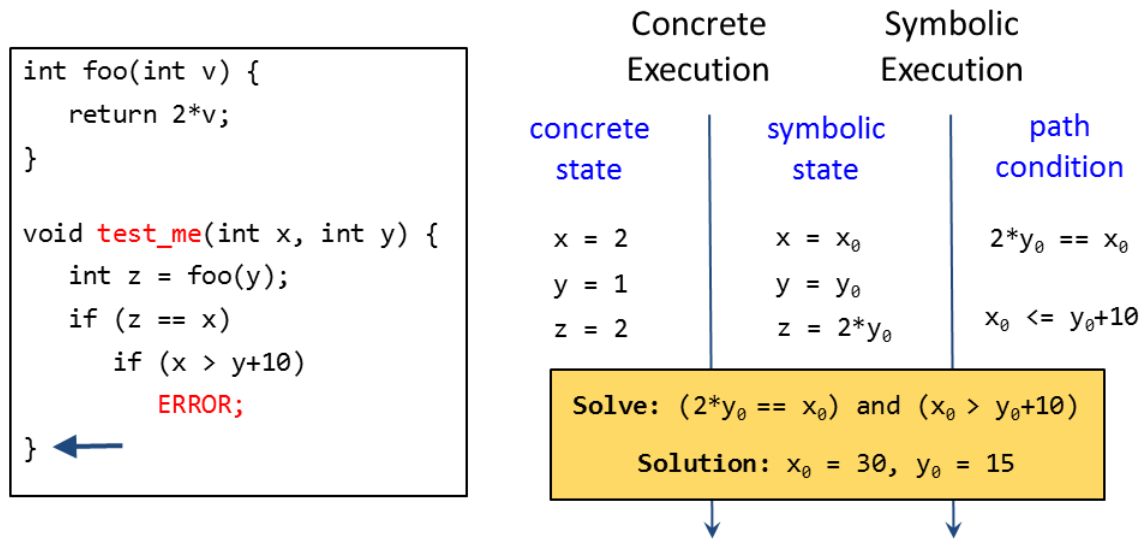 int foo(int v) {
return 2*v;
}
void test_me(int x, int y) {
int z = foo(y);
if (z == x)
if (x > y+10)
ERROR;
}
Concrete
Execution
Symbolic
Execution
concrete
state
symbolic
state
path
condition
x = 2
y = 1
z = 2
x = x₀
y = y₀
z = 2*y₀
2*y₀ == x₀
x₀ <= y₀+10
Solve: (2*y₀ == x₀) and (x₀ > y₀+10)
Solution: x₀ = 30, y₀ = 15